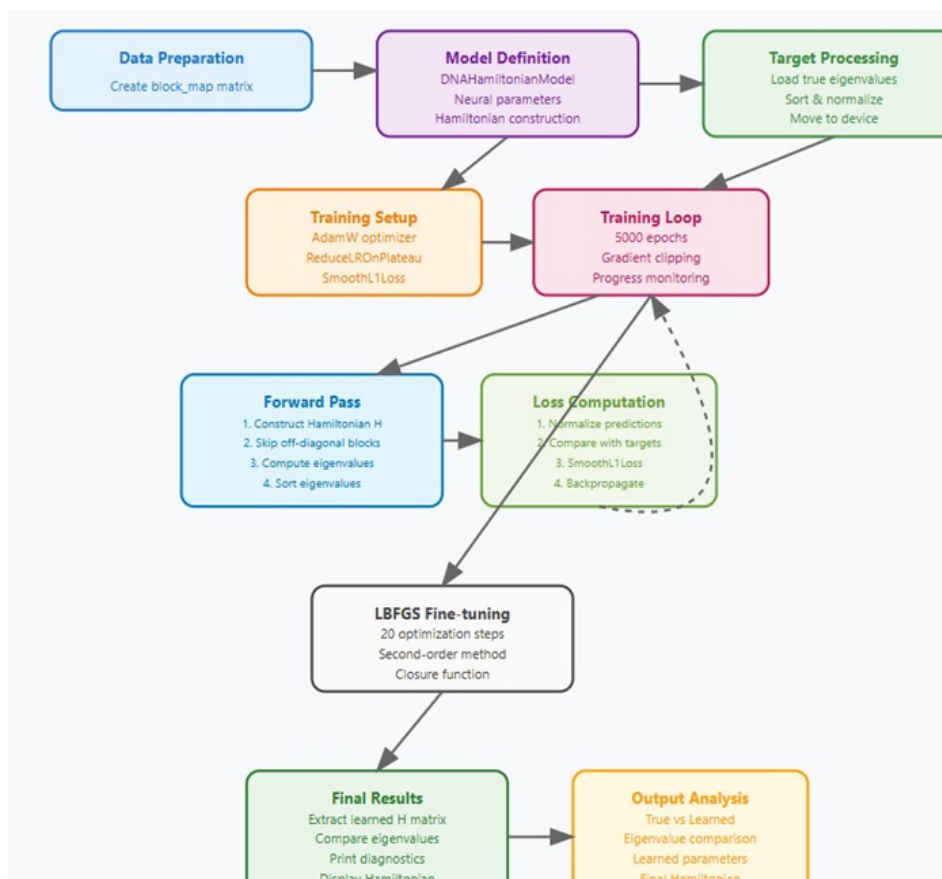 Data Preparation
Create block_map matrix
Model Definition
DNAHamiltonianModel
Neural parameters
Hamiltonian construction
Target Processing
Load true eigenvalues
Sort & normalize
Move to device
Training Setup
AdamW optimizer
ReduceLROnPlateau
SmoothL1Loss
Training Loop
5000 epochs
Gradient clipping
Progress monitoring
Forward Pass
1. Construct Hamiltonian H
2. Skip off-diagonal blocks
3. Compute eigenvalues
4. Sort eigenvalues
Loss Computation
1. Normalize predictions
2. Compare with targets
3. SmoothL1Loss
4. Backpropagate
LBFGS Fine-tuning
20 optimization steps
Second-order method
Closure function
Final Results
Extract learned H matrix
Compare eigenvalues
Print diagnostics
Display Hamiltonian
Output Analysis
True vs Learned
Eigenvalue comparison
Learned parameters
Final Hamiltonian